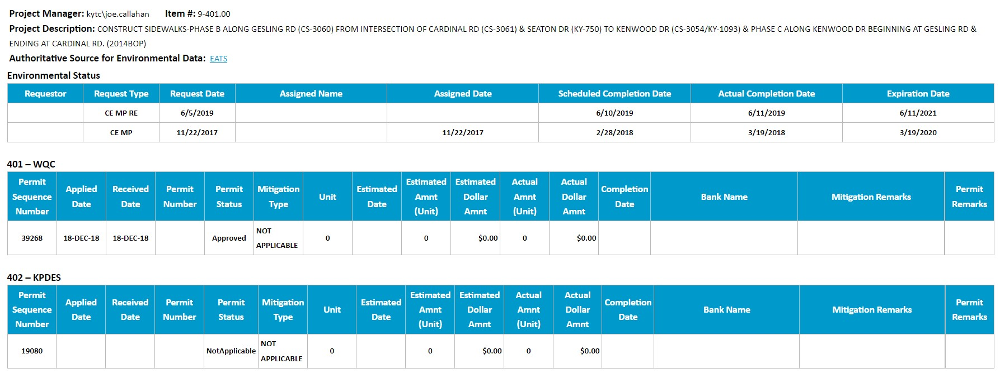 Project Manager: kytc\joe.callahan Item #: 9-401.00
Project Description: CONSTRUCT SIDEWALKS-PHASE B ALONG GESLING RD (CS-3060) FROM INTERSECTION OF CARDINAL RD (CS-3061) & SEATON DR (KY-750) TO KENWOOD DR (CS-3054/KY-1093) & PHASE C ALONG KENWOOD DR BEGINNING AT GESLING RD &
ENDING AT CARDINAL RD. (2014BOP)
Authoritative Source for Environmental Data: EATS
Environmental Status
Requestor Request Type Request Date Assigned Name Assigned Date Scheduled Completion Date Actual Completion Date Expiration Date
CE MP RE 6/5/2019 6/10/2019 6/11/2019 6/11/2021
CE MP 11/22/2017 11/22/2017 2/28/2018 3/19/2018 3/19/2020
401 – WQC
Permit Sequence Number Applied Date Received Date Permit Number Permit Status Mitigation Type Unit Estimated Date Estimated Amnt (Unit) Estimated Dollar Amnt Actual Amnt (Unit) Actual Dollar Amnt Completion Date Bank Name Mitigation Remarks Permit Remarks
39268 18-DEC-18 18-DEC-18 Approved NOT APPLICABLE 0 0 $0.00 0 $0.00
402 – KPDES
Permit Sequence Number Applied Date Received Date Permit Number Permit Status Mitigation Type Unit Estimated Date Estimated Amnt (Unit) Estimated Dollar Amnt Actual Amnt (Unit) Actual Dollar Amnt Completion Date Bank Name Mitigation Remarks Permit Remarks
19080 NotApplicable NOT APPLICABLE 0 0 $0.00 0 $0.00